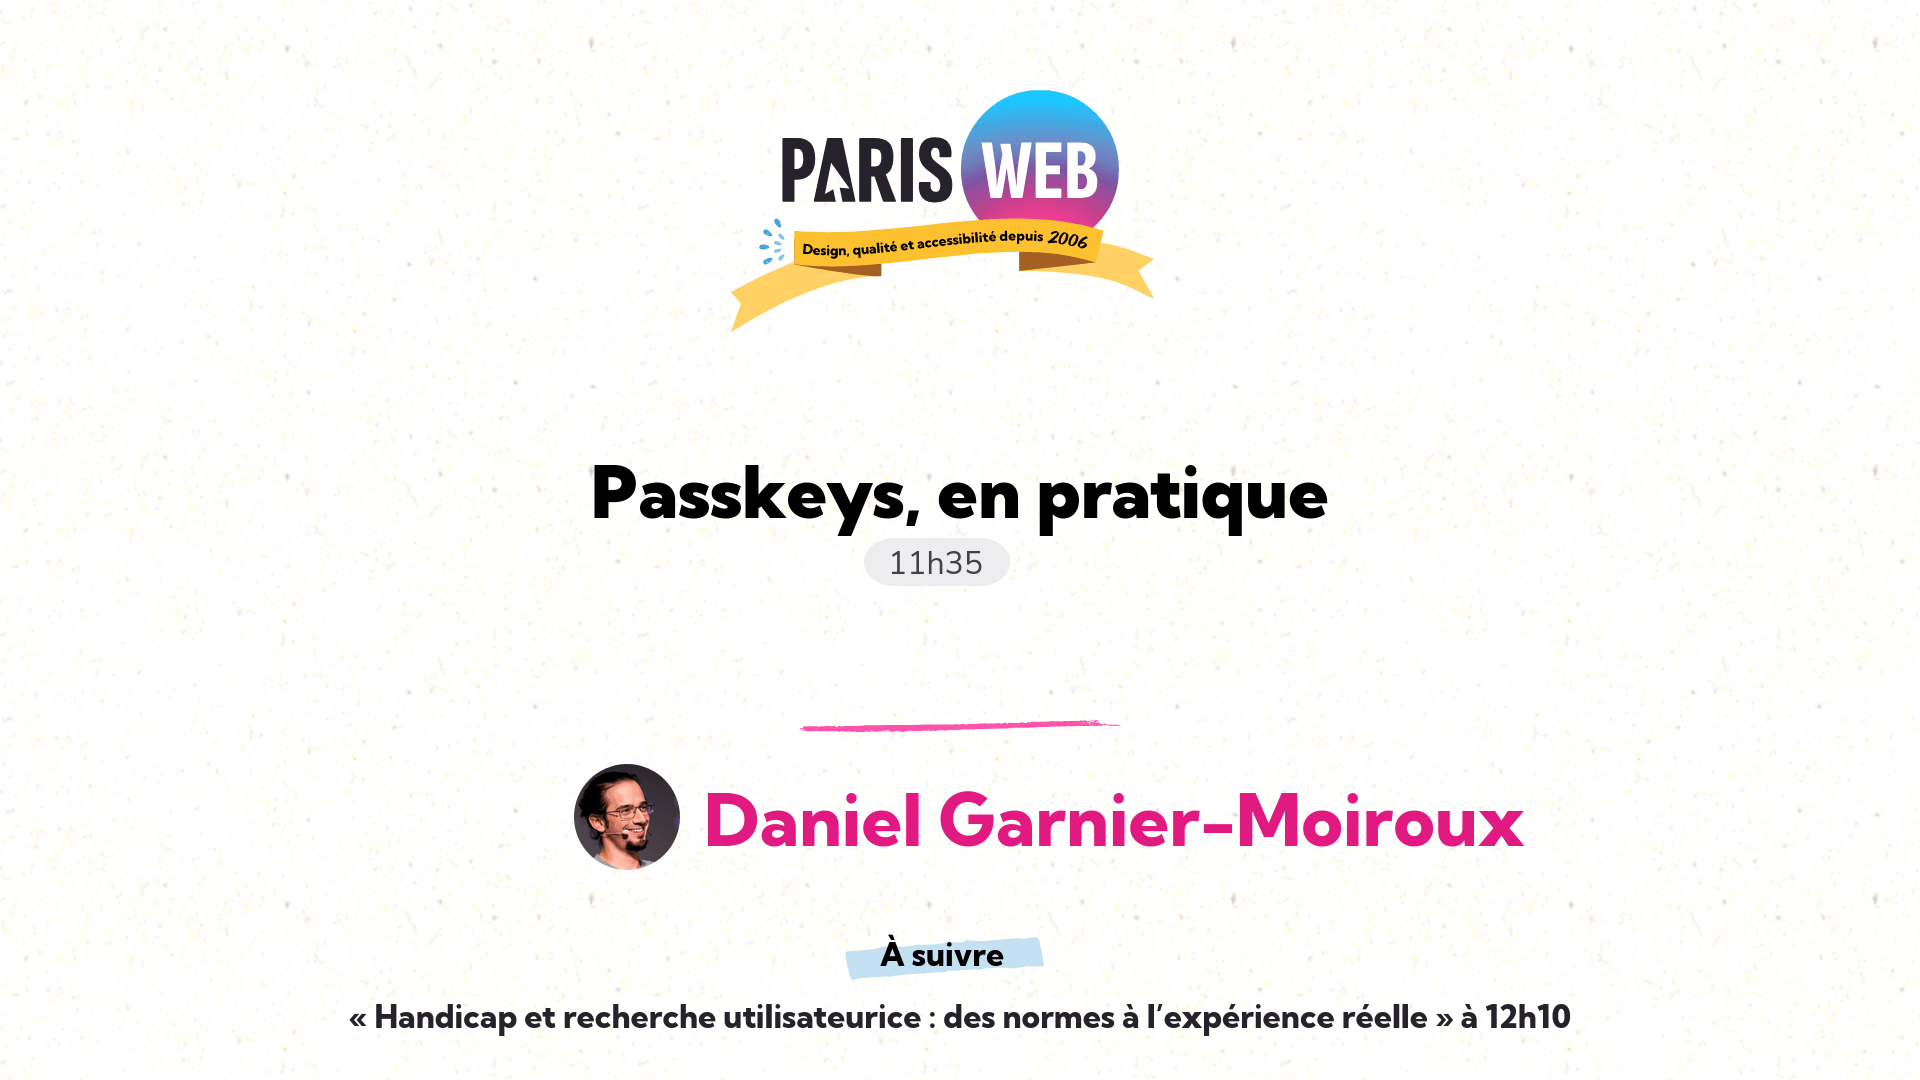 PARIS WEB
Design, qualité et accessibilité depuis 2006
Passkeys, en pratique
11h35
Daniel Garnier-Moiroux
À suivre
« Handicap et recherche utilisateurice : des normes à l’expérience réelle » à 12h10